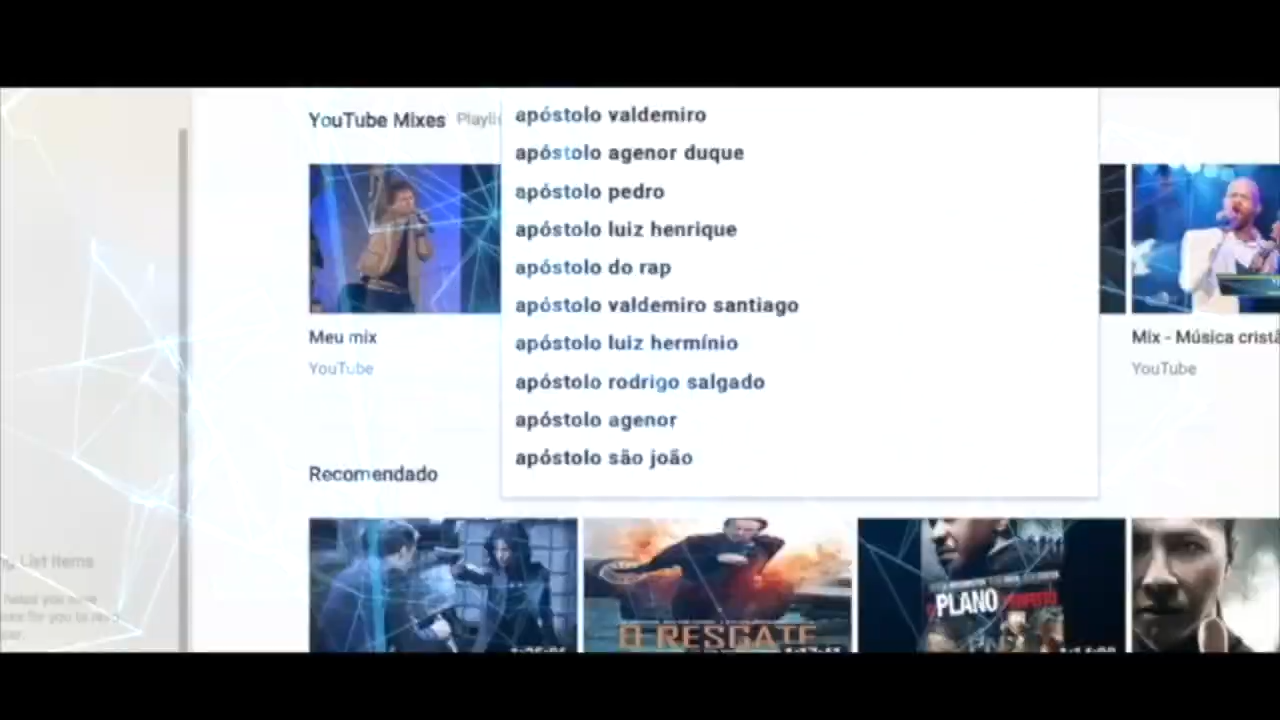 YouTube Mixes
apóstolo valdemiro
apóstolo agenor duque
apóstolo pedro
apóstolo luiz henrique
apóstolo do rap
apóstolo valdemiro santiago
apóstolo luiz hermínio
apóstolo rodrigo salgado
apóstolo agenor
apóstolo são joão
Meu mix
YouTube
Mix - Música cristã
YouTube
Recomendado
List Items
O RESGATE
PLANO